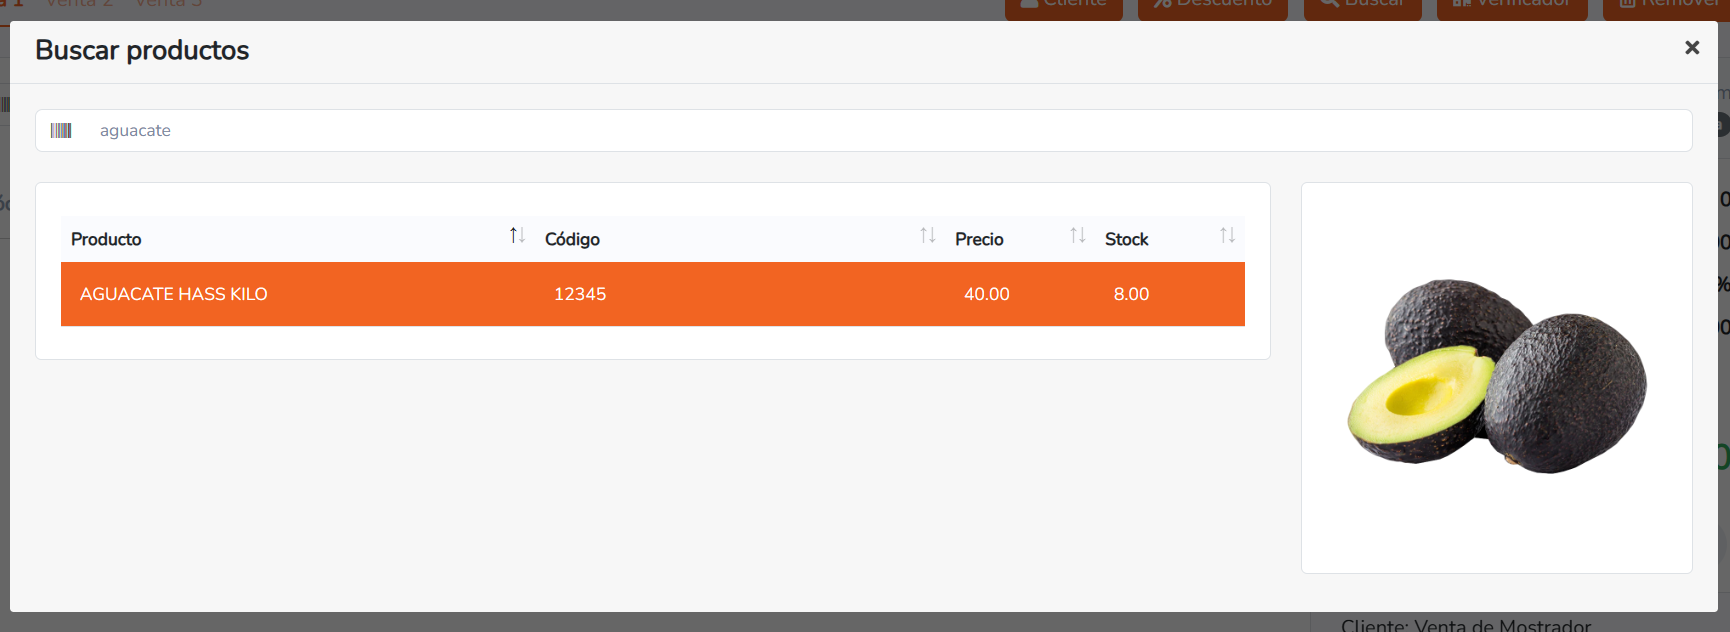 Venta 2 Venta 3 Cliente Descuento Buscar Verificador Remover
Buscar productos
aguacate
Producto Código Precio Stock
AGUACATE HASS KILO 12345 40.00 8.00
Cliente: Venta de Mostrador